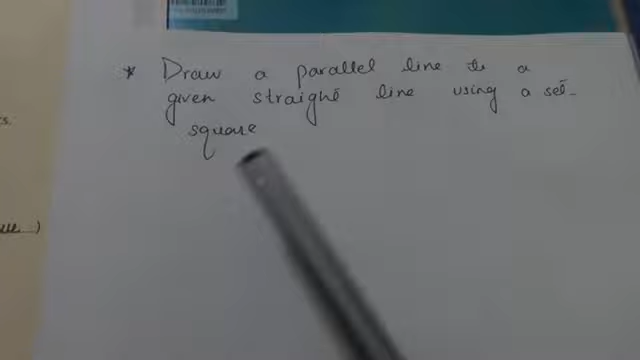 * Draw a parallel line to a
given straight line using a set-
square